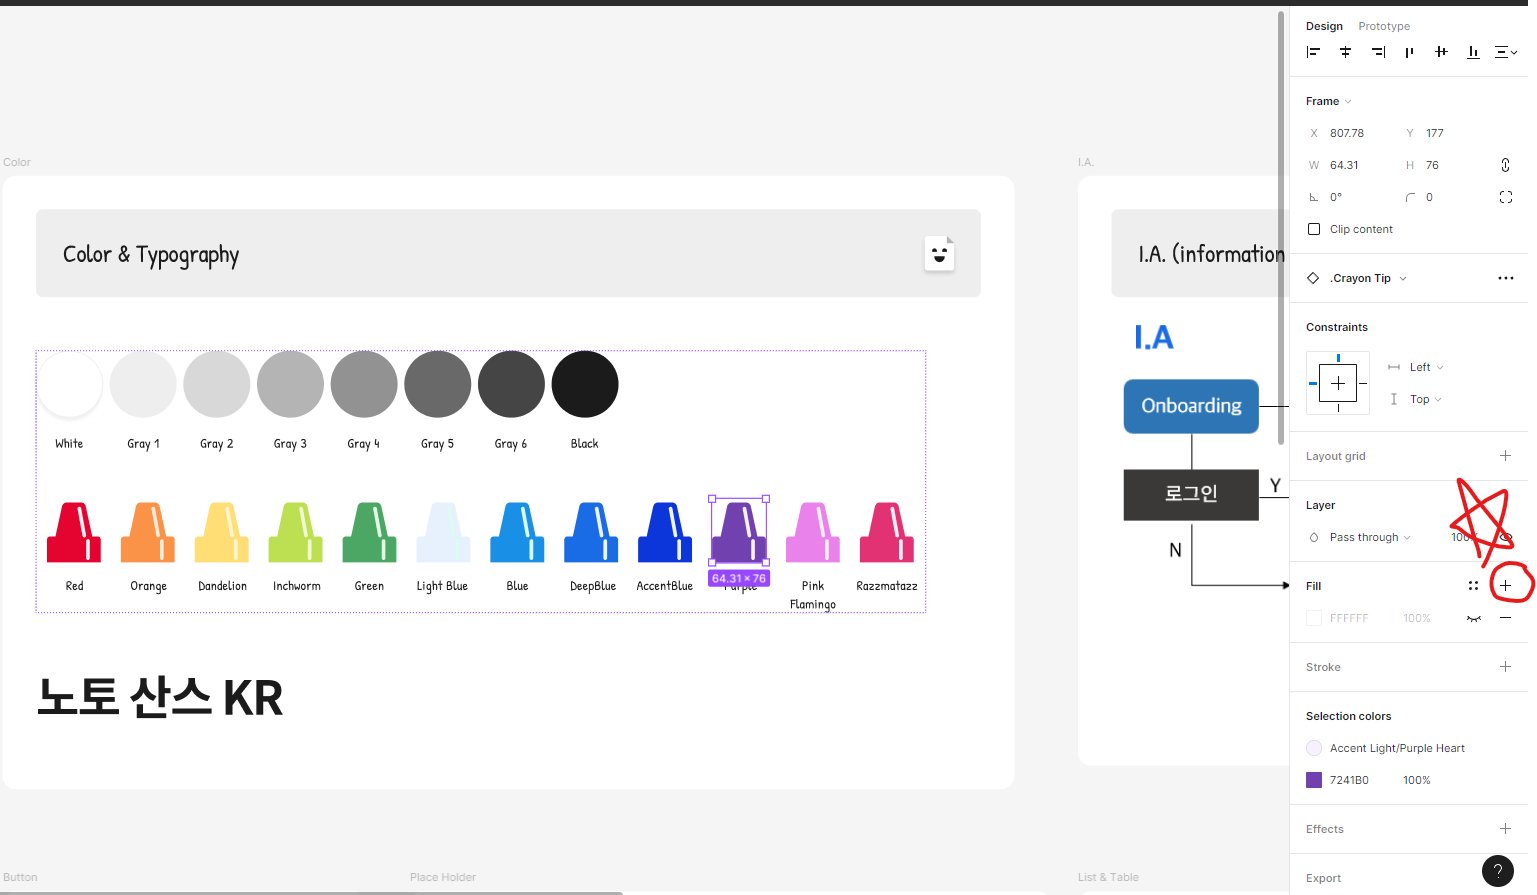 Design Prototype
Frame
X 807.78 Y 177
W 64.31 H 76
0° 0
Clip content
.Crayon Tip
Constraints
Left
Top
Layout grid
Layer
Pass through 100%
Fill
FFFFFF 100%
Stroke
Selection colors
Accent Light/Purple Heart
7241B0 100%
Effects
Export
?
Color
Color & Typography
White Gray 1 Gray 2 Gray 3 Gray 4 Gray 5 Gray 6 Black
64.31 × 76
Red Orange Dandelion Inchworm Green Light Blue Blue DeepBlue AccentBlue Purple Pink Flamingo Razzmatazz
노토 산스 KR
I.A.
I.A. (information
I.A
Onboarding
로그인
Y
N
Button Place Holder List & Table